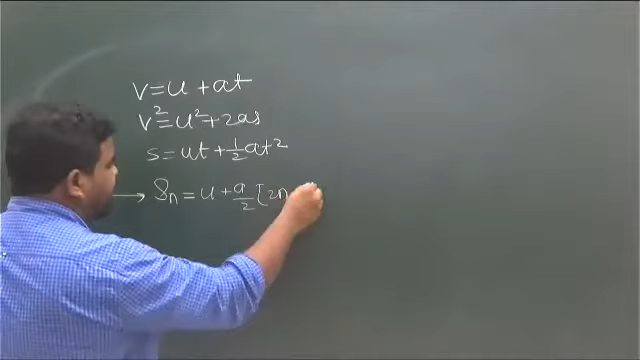 v=u+at
v²=u²+2as
s=ut+½at²
→ Sn=u+a/2[2n